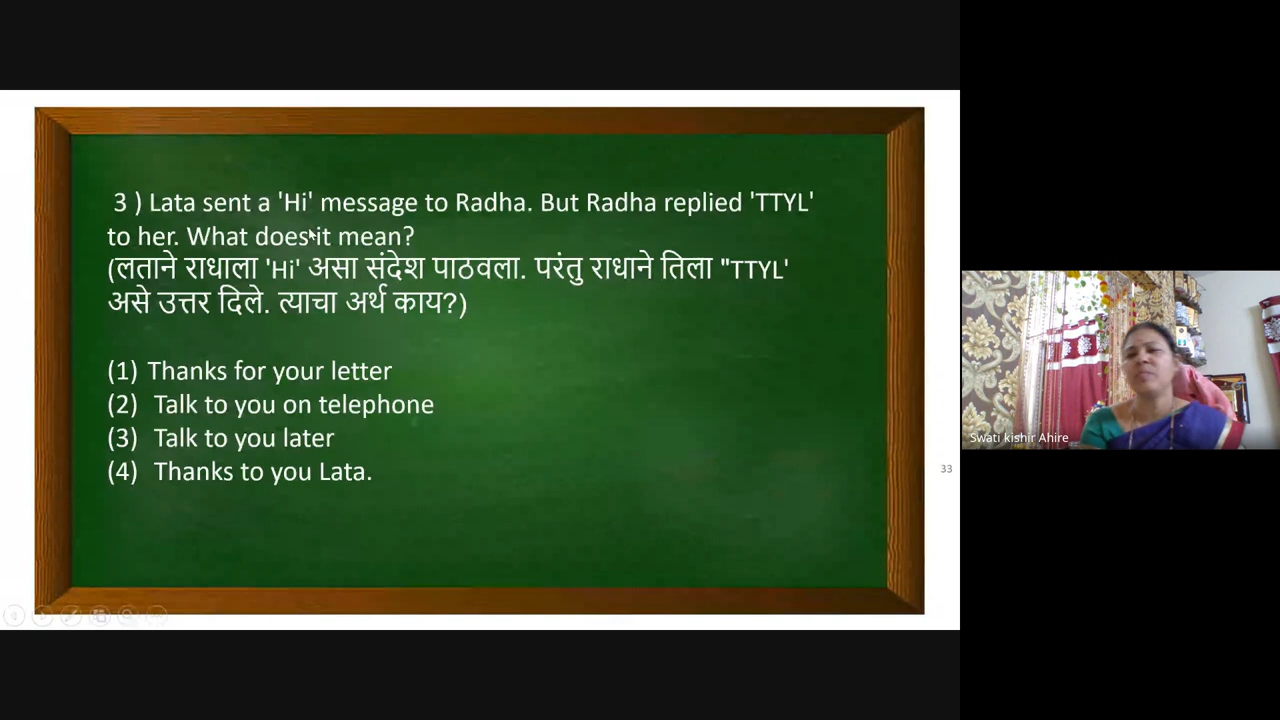 3 ) Lata sent a 'Hi' message to Radha. But Radha replied 'TTYL'
to her. What does it mean?
(लताने राधाला 'Hi' असा संदेश पाठवला. परंतु राधाने तिला "TTYL'
असे उत्तर दिले. त्याचा अर्थ काय?)
(1) Thanks for your letter
(2) Talk to you on telephone
(3) Talk to you later
(4) Thanks to you Lata.
33
Swati kishir Ahire